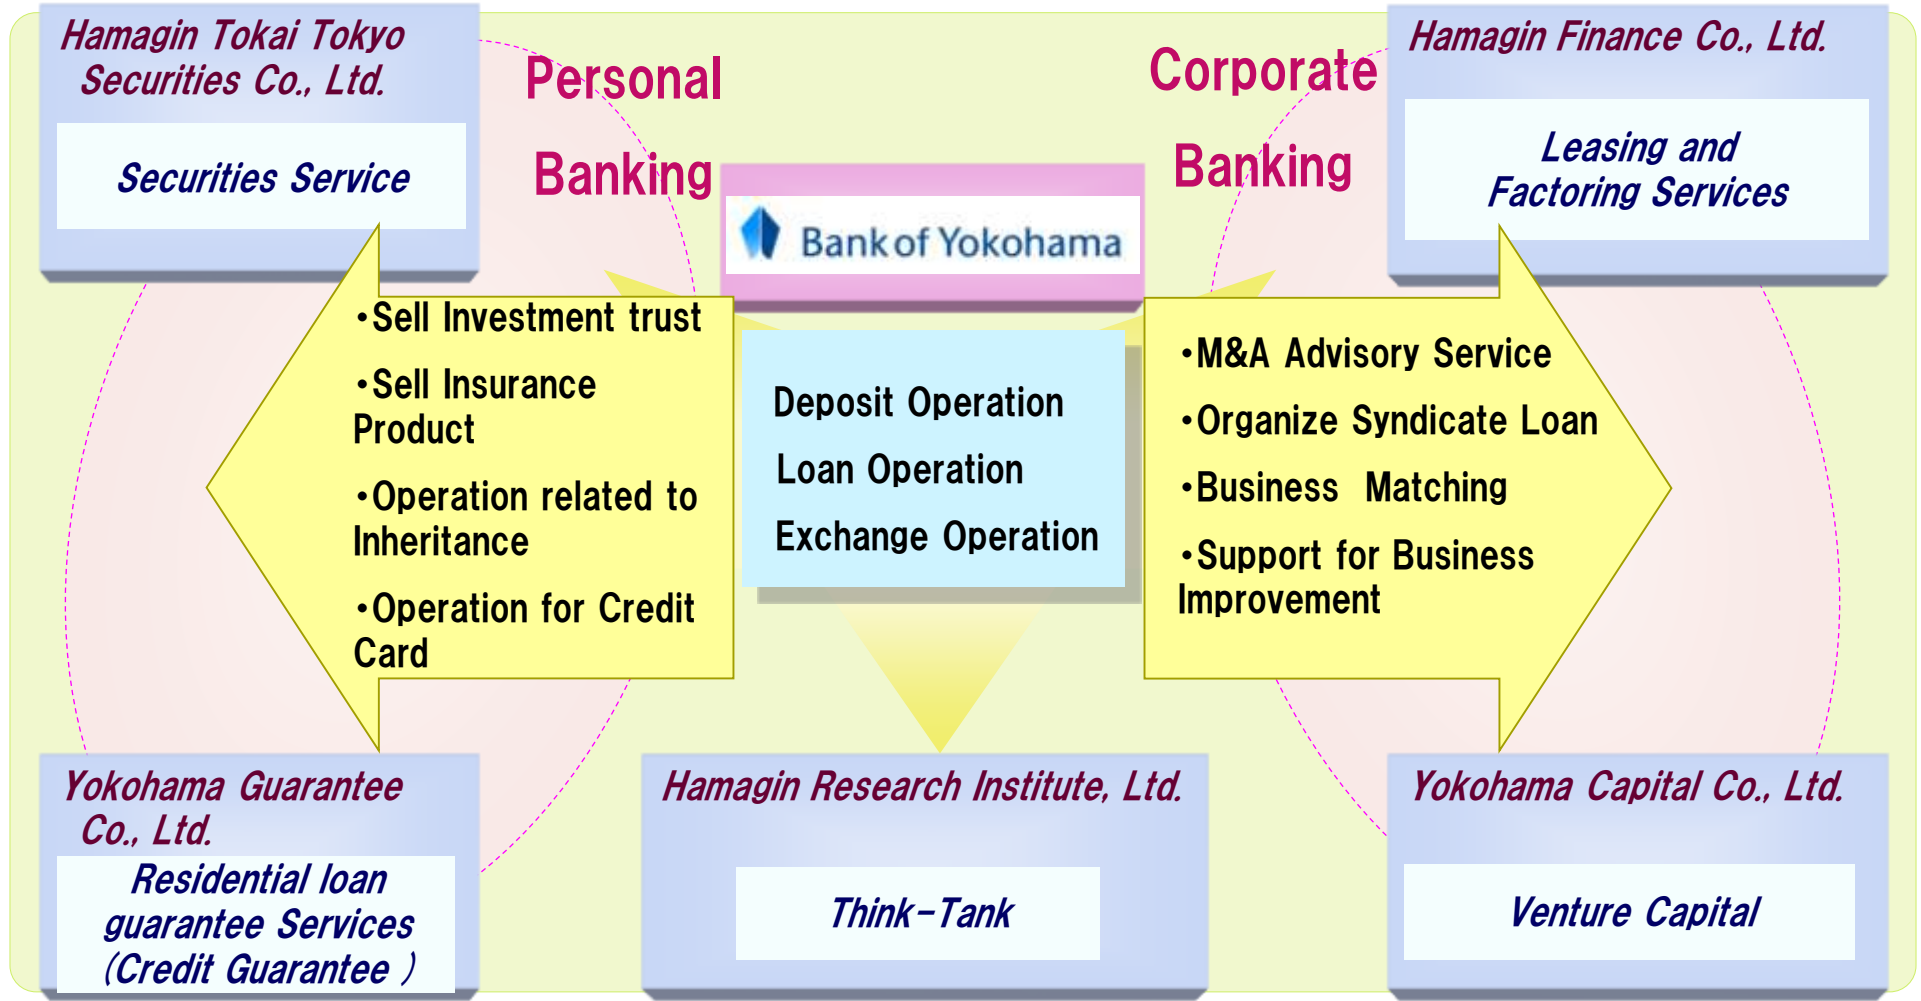 Hamagin Tokai Tokyo
Securities Co., Ltd.
Securities Service
Personal
Banking
Bank of Yokohama
Corporate
Banking
Hamagin Finance Co., Ltd.
Leasing and
Factoring Services
・Sell Investment trust
・Sell Insurance
Product
・Operation related to
Inheritance
・Operation for Credit
Card
Deposit Operation
Loan Operation
Exchange Operation
・M&A Advisory Service
・Organize Syndicate Loan
・Business Matching
・Support for Business
Improvement
Yokohama Guarantee
Co., Ltd.
Residential loan
guarantee Services
(Credit Guarantee )
Hamagin Research Institute, Ltd.
Think-Tank
Yokohama Capital Co., Ltd.
Venture Capital